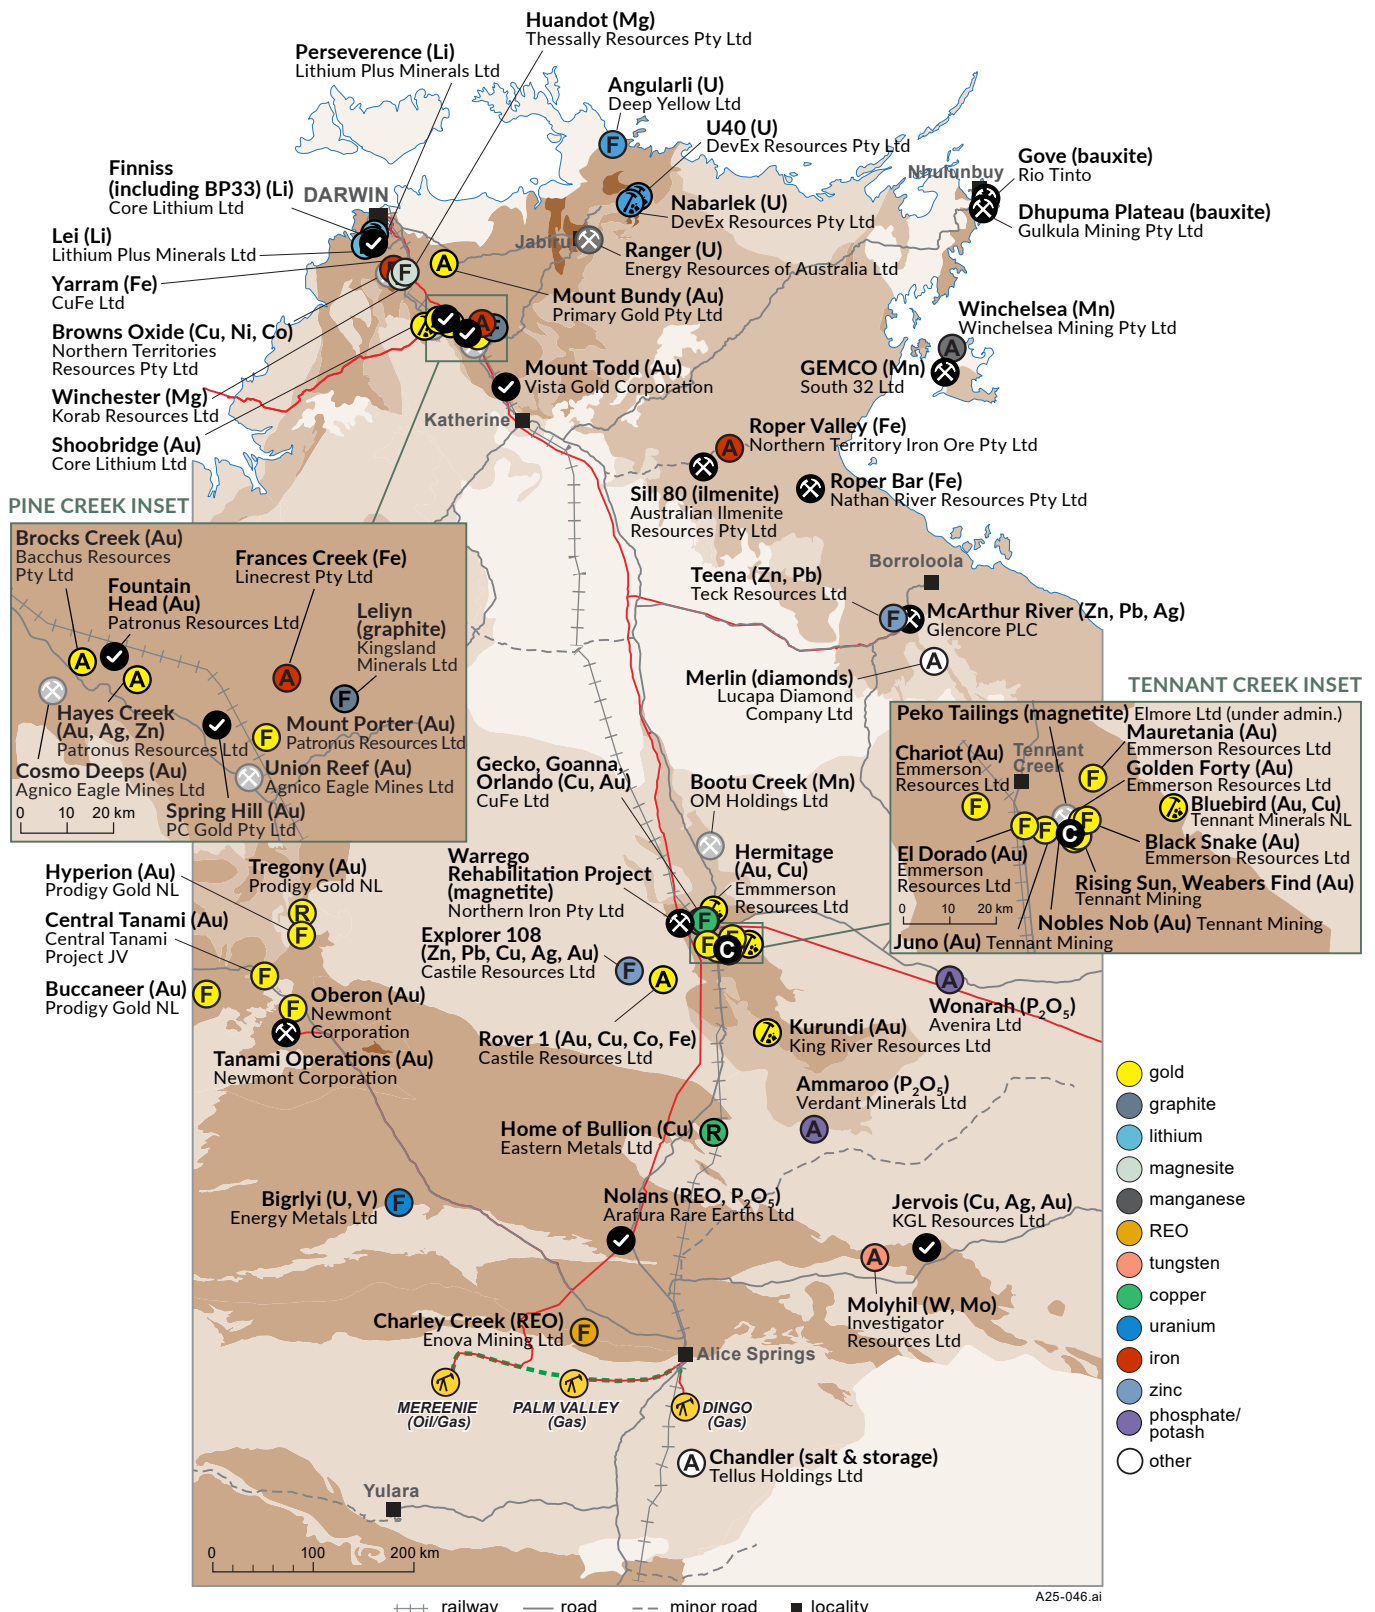 Huandot (Mg)
Thessally Resources Pty Ltd
Perseverence (Li)
Lithium Plus Minerals Ltd
Angularli (U)
Deep Yellow Ltd
U40 (U)
DevEx Resources Pty Ltd
Finniss
(including BP33) (Li)
Core Lithium Ltd
DARWIN
Nhulunbuy
Gove (bauxite)
Rio Tinto
Nabarlek (U)
DevEx Resources Pty Ltd
Dhupuma Plateau (bauxite)
Gulkula Mining Pty Ltd
Lei (Li)
Lithium Plus Minerals Ltd
Jabiru
Ranger (U)
Energy Resources of Australia Ltd
Yarram (Fe)
CuFe Ltd
F
F
A
Mount Bundy (Au)
Primary Gold Pty Ltd
Winchelsea (Mn)
Winchelsea Mining Pty Ltd
A
Browns Oxide (Cu, Ni, Co)
Northern Territories
Resources Pty Ltd
A
F
GEMCO (Mn)
South 32 Ltd
Mount Todd (Au)
Vista Gold Corporation
Winchester (Mg)
Korab Resources Ltd
Katherine
Shoobridge (Au)
Core Lithium Ltd
Roper Valley (Fe)
Northern Territory Iron Ore Pty Ltd
A
Sill 80 (ilmenite)
Australian Ilmenite
Resources Pty Ltd
Roper Bar (Fe)
Nathan River Resources Pty Ltd
PINE CREEK INSET
Brocks Creek (Au)
Bacchus Resources
Pty Ltd
Frances Creek (Fe)
Linecrest Pty Ltd
Fountain
Head (Au)
Patronus Resources Ltd
Leliyn
(graphite)
Kingsland
Minerals Ltd
A
A
A
F
Hayes Creek
(Au, Ag, Zn)
Patronus Resources Ltd
F
Mount Porter (Au)
Patronus Resources Ltd
Cosmo Deeps (Au)
Agnico Eagle Mines Ltd
Union Reef (Au)
Agnico Eagle Mines Ltd
Spring Hill (Au)
PC Gold Pty Ltd
0 10 20 km
Borroloola
Teena (Zn, Pb)
Teck Resources Ltd
F
McArthur River (Zn, Pb, Ag)
Glencore PLC
A
Merlin (diamonds)
Lucapa Diamond
Company Ltd
TENNANT CREEK INSET
Peko Tailings (magnetite) Elmore Ltd (under admin.)
Mauretania (Au)
Emmerson Resources Ltd
Chariot (Au)
Emmerson
Resources Ltd
Tennant
Creek
F
Golden Forty (Au)
Emmerson Resources Ltd
F
Bluebird (Au, Cu)
Tennant Minerals NL
F
F
C
F
Black Snake (Au)
Emmerson Resources Ltd
El Dorado (Au)
Emmerson
Resources Ltd
Rising Sun, Weabers Find (Au)
Tennant Mining
0 10 20 km
Nobles Nob (Au) Tennant Mining
Juno (Au) Tennant Mining
Gecko, Goanna,
Orlando (Cu, Au)
CuFe Ltd
Bootu Creek (Mn)
OM Holdings Ltd
Hermitage
(Au, Cu)
Emmmerson
Resources Ltd
Warrego
Rehabilitation Project
(magnetite)
Northern Iron Pty Ltd
F
F
F
C
Hyperion (Au)
Prodigy Gold NL
Tregony (Au)
Prodigy Gold NL
R
F
Central Tanami (Au)
Central Tanami
Project JV
F
Explorer 108
(Zn, Pb, Cu, Ag, Au)
Castile Resources Ltd
F
A
A
Buccaneer (Au)
Prodigy Gold NL
F
F
Oberon (Au)
Newmont
Corporation
Wonarah (P2O5)
Avenira Ltd
Rover 1 (Au, Cu, Co, Fe)
Castile Resources Ltd
Kurundi (Au)
King River Resources Ltd
Tanami Operations (Au)
Newmont Corporation
Ammaroo (P2O5)
Verdant Minerals Ltd
A
Home of Bullion (Cu)
Eastern Metals Ltd
R
Bigrlyi (U, V)
Energy Metals Ltd
F
Nolans (REO, P2O5)
Arafura Rare Earths Ltd
Jervois (Cu, Ag, Au)
KGL Resources Ltd
A
Molyhil (W, Mo)
Investigator
Resources Ltd
Charley Creek (REO)
Enova Mining Ltd
F
Alice Springs
MEREENIE
(Oil/Gas)
PALM VALLEY
(Gas)
DINGO
(Gas)
A
Chandler (salt & storage)
Tellus Holdings Ltd
Yulara
0 100 200 km
gold
graphite
lithium
magnesite
manganese
REO
tungsten
copper
uranium
iron
zinc
phosphate/
potash
other
A25-046.ai
railway road minor road locality